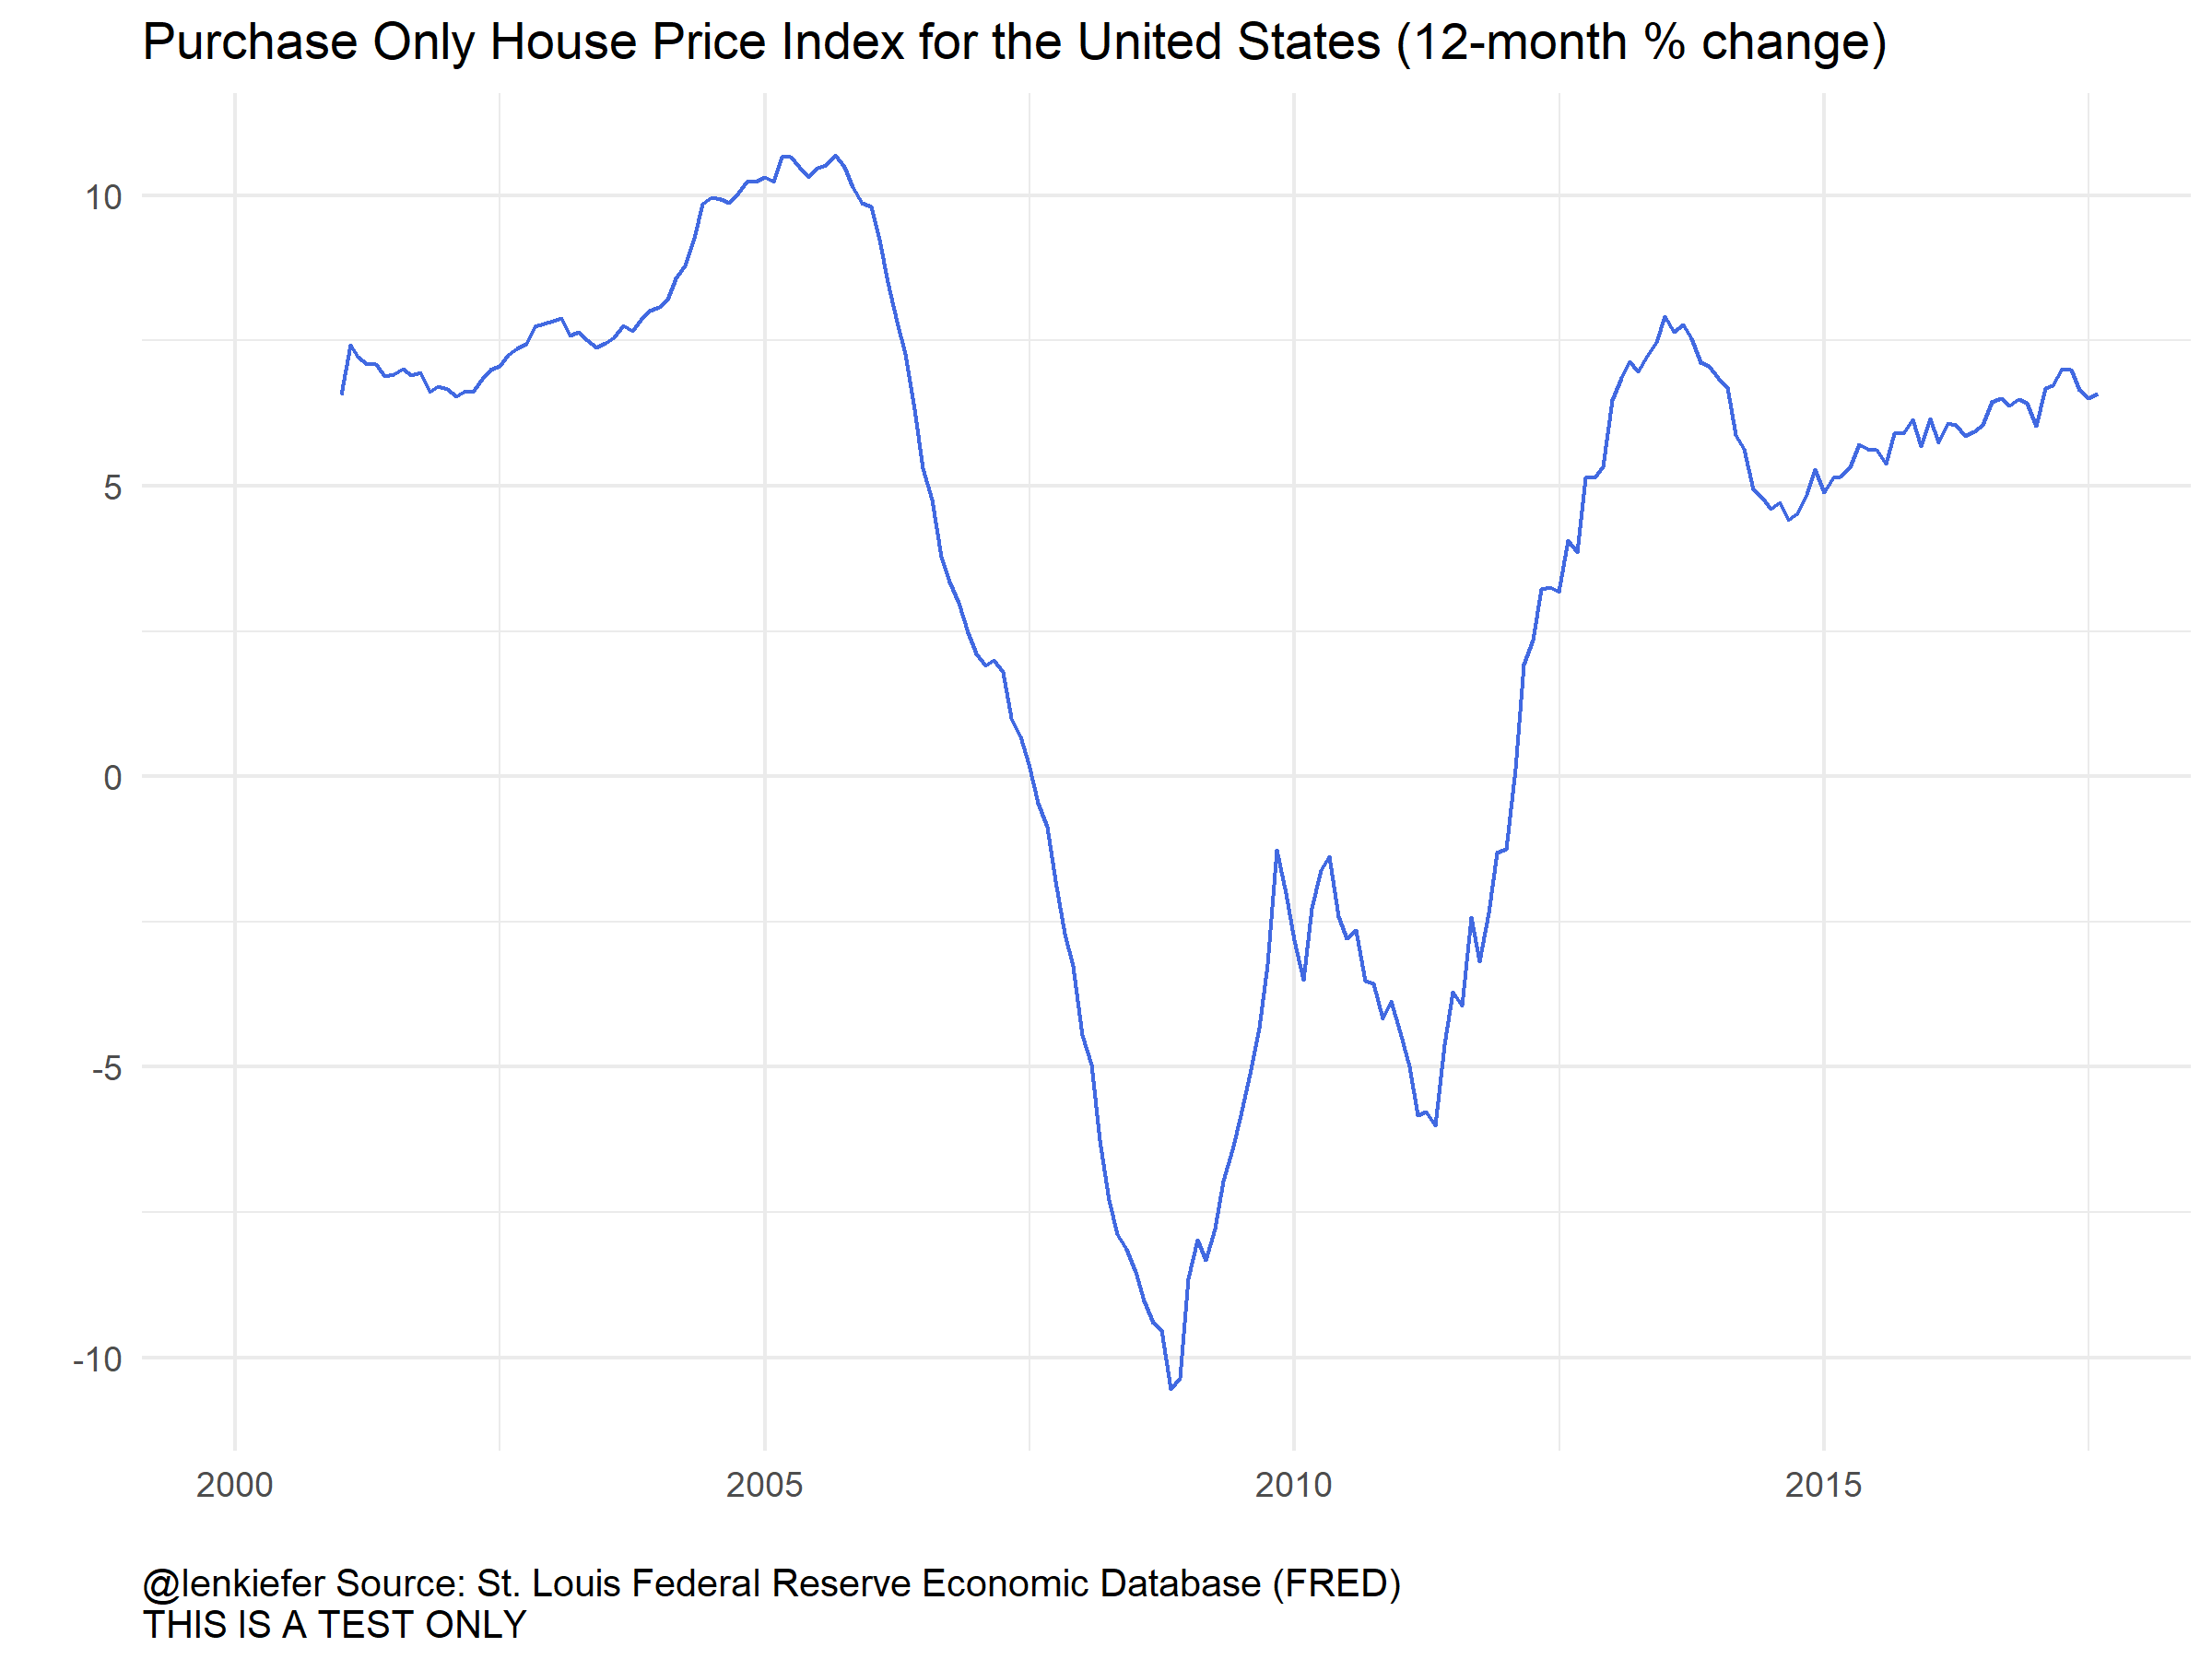 Purchase Only House Price Index for the United States (12-month % change)
10
5
0
-5
-10
2000 2005 2010 2015
@lenkiefer Source: St. Louis Federal Reserve Economic Database (FRED)
THIS IS A TEST ONLY